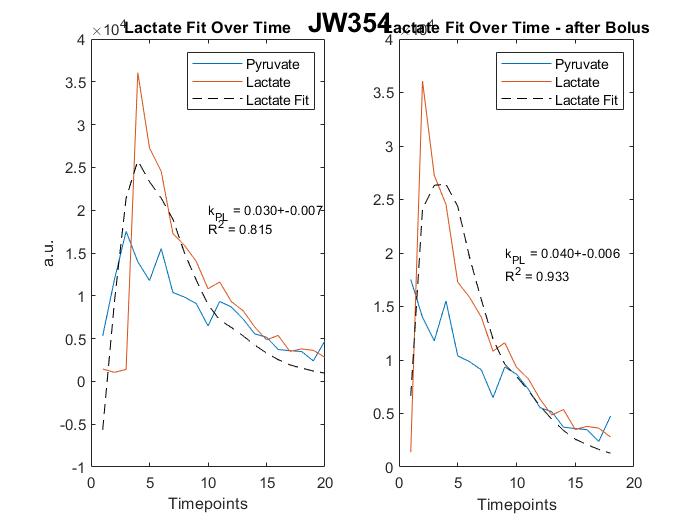 JW354
×10⁴
Lactate Fit Over Time
Pyruvate
Lactate
Lactate Fit
k_PL = 0.030+-0.007
R² = 0.815
a.u.
4
3.5
3
2.5
2
1.5
1
0.5
0
-0.5
-1
0 5 10 15 20
Timepoints
×10⁴
Lactate Fit Over Time - after Bolus
Pyruvate
Lactate
Lactate Fit
k_PL = 0.040+-0.006
R² = 0.933
4
3.5
3
2.5
2
1.5
1
0.5
0
0 5 10 15 20
Timepoints